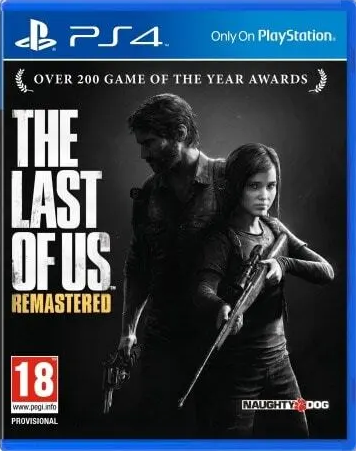 PS4
Only On PlayStation®
OVER 200 GAME OF THE YEAR AWARDS
THE
LAST
OF US
REMASTERED
18
www.pegi.info
PROVISIONAL
NAUGHTY DOG